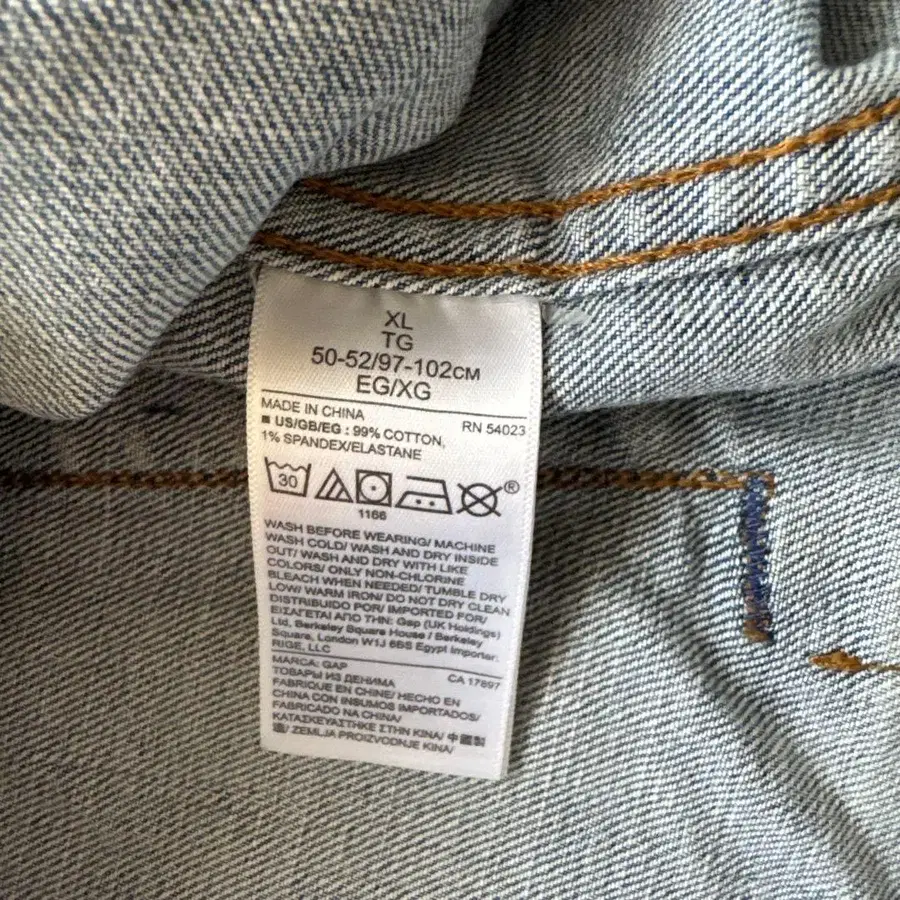 XL
TG
50-52/97-102CM
EG/XG
MADE IN CHINA
RN 54023
■ US/GB/EG : 99% COTTON,
1% SPANDEX/ELASTANE
30
®
1166
WASH BEFORE WEARING/ MACHINE
WASH COLD/ WASH AND DRY INSIDE
OUT/ WASH AND DRY WITH LIKE
COLORS/ ONLY NON-CHLORINE
BLEACH WHEN NEEDED/ TUMBLE DRY
LOW/ WARM IRON/ DO NOT DRY CLEAN
DISTRIBUIDO POR/ IMPORTED FOR/
ΕΙΣΑΓΕΤΑΙ ΑΠΟ ΤΗΝ: Gap (UK Holdings)
Ltd, Berkeley Square House / Berkeley
Square, London W1J 6BS Egypt Importer:
RIGE, LLC
MARCA: GAP
CA 17897
ТОВАРЫ ИЗ ДЕНИМА
FABRIQUE EN CHINE/ HECHO EN
CHINA CON INSUMOS IMPORTADOS/
FABRICADO NA CHINA/
ΚΑΤΑΣΚΕΥΑΣΤΗΚΕ ΣΤΗΝ ΚΙΝΑ/ 中國製
造/ ZEMLJA PROIZVODNJE KINA/